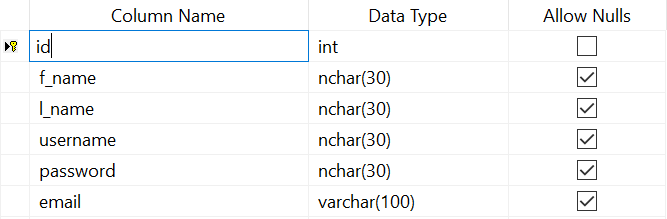 Column Name Data Type Allow Nulls
id int
f_name nchar(30)
l_name nchar(30)
username nchar(30)
password nchar(30)
email varchar(100)